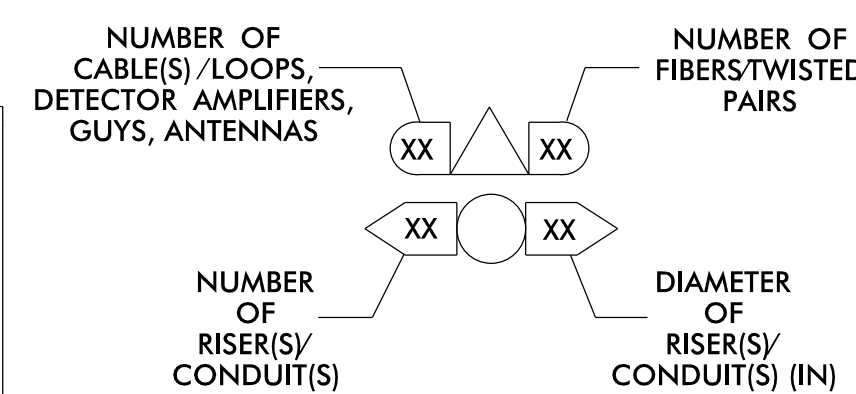 NUMBER OF
CABLE(S)/LOOPS,
DETECTOR AMPLIFIERS,
GUYS, ANTENNAS
NUMBER OF
FIBERS/TWISTED
PAIRS
XX
XX
XX
XX
NUMBER
OF
RISER(S)/
CONDUIT(S)
DIAMETER
OF
RISER(S)/
CONDUIT(S) (IN)